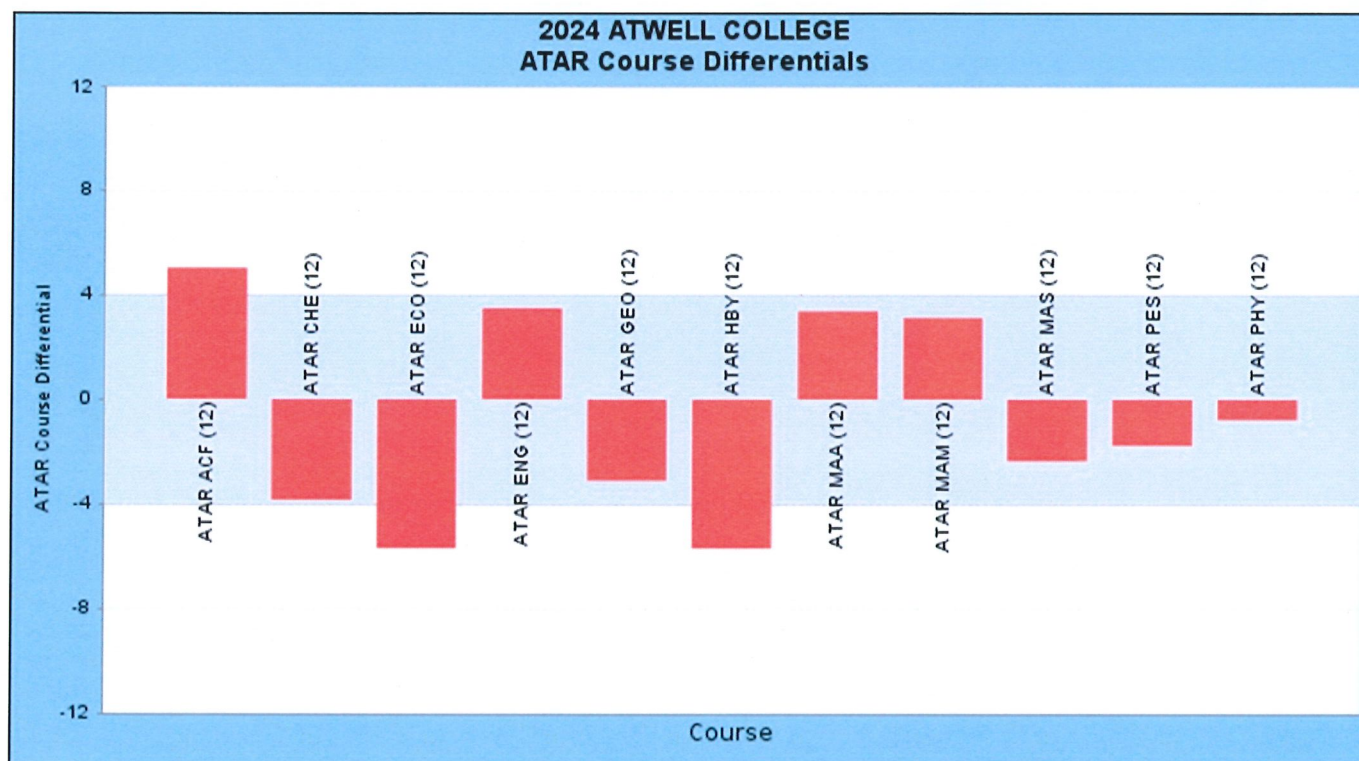 2024 ATWELL COLLEGE
ATAR Course Differentials
ATAR Course Differential
12
8
4
0
-4
-8
-12
ATAR ACF (12)
ATAR CHE (12)
ATAR ECO (12)
ATAR ENG (12)
ATAR GEO (12)
ATAR HBY (12)
ATAR MAA (12)
ATAR MAM (12)
ATAR MAS (12)
ATAR PES (12)
ATAR PHY (12)
Course